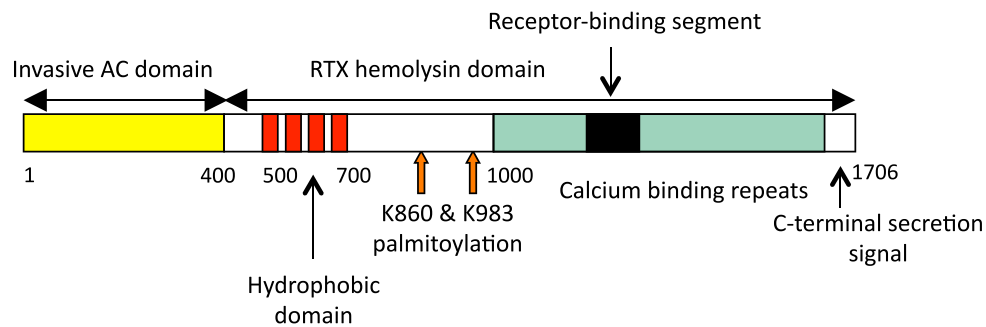 Receptor-binding segment
Invasive AC domain
RTX hemolysin domain
1
400
500
700
1000
1706
Calcium binding repeats
K860 & K983
palmitoylation
C-terminal secretion
signal
Hydrophobic
domain